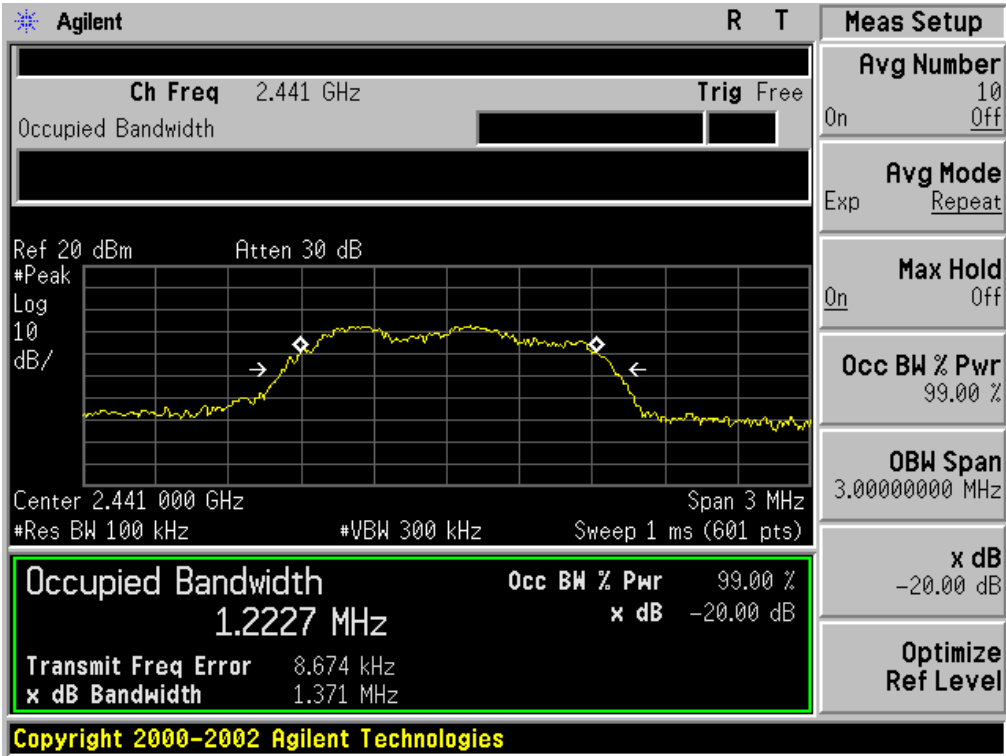 Agilent R T
Ch Freq 2.441 GHz Trig Free
Occupied Bandwidth
Ref 20 dBm Atten 30 dB
#Peak
Log
10
dB/
Center 2.441 000 GHz Span 3 MHz
#Res BW 100 kHz #VBW 300 kHz Sweep 1 ms (601 pts)
Occupied Bandwidth
1.2227 MHz
Occ BW % Pwr 99.00 %
x dB -20.00 dB
Transmit Freq Error 8.674 kHz
x dB Bandwidth 1.371 MHz
Copyright 2000-2002 Agilent Technologies
Meas Setup
Avg Number
10
On Off
Avg Mode
Exp Repeat
Max Hold
On Off
Occ BW % Pwr
99.00 %
OBW Span
3.00000000 MHz
x dB
-20.00 dB
Optimize
Ref Level